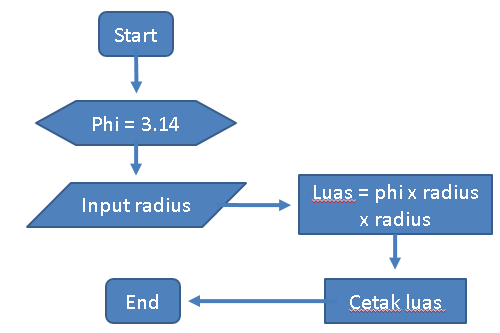 Start
Phi = 3.14
Input radius
Luas = phi x radius
x radius
Cetak luas
End